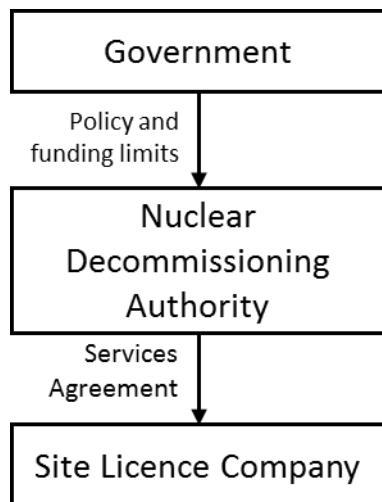 Government
Policy and
funding limits
Nuclear
Decommissioning
Authority
Services
Agreement
Site Licence Company